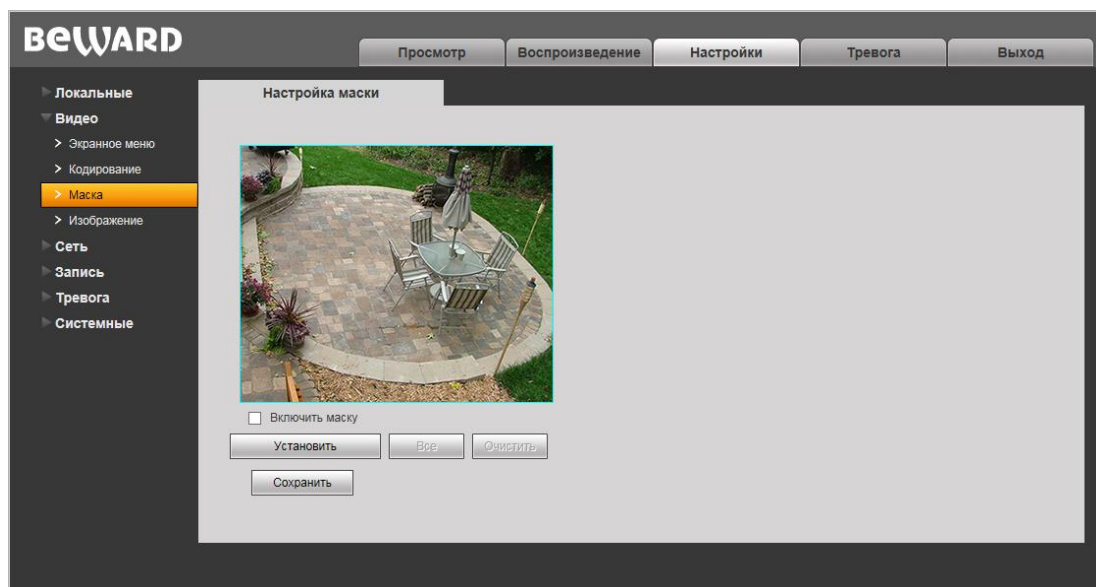 BEWARD
Просмотр Воспроизведение Настройки Тревога Выход
Локальные
Видео
> Экранное меню
> Кодирование
> Маска
> Изображение
Сеть
Запись
Тревога
Системные
Настройка маски
Включить маску
Установить Все Очистить
Сохранить